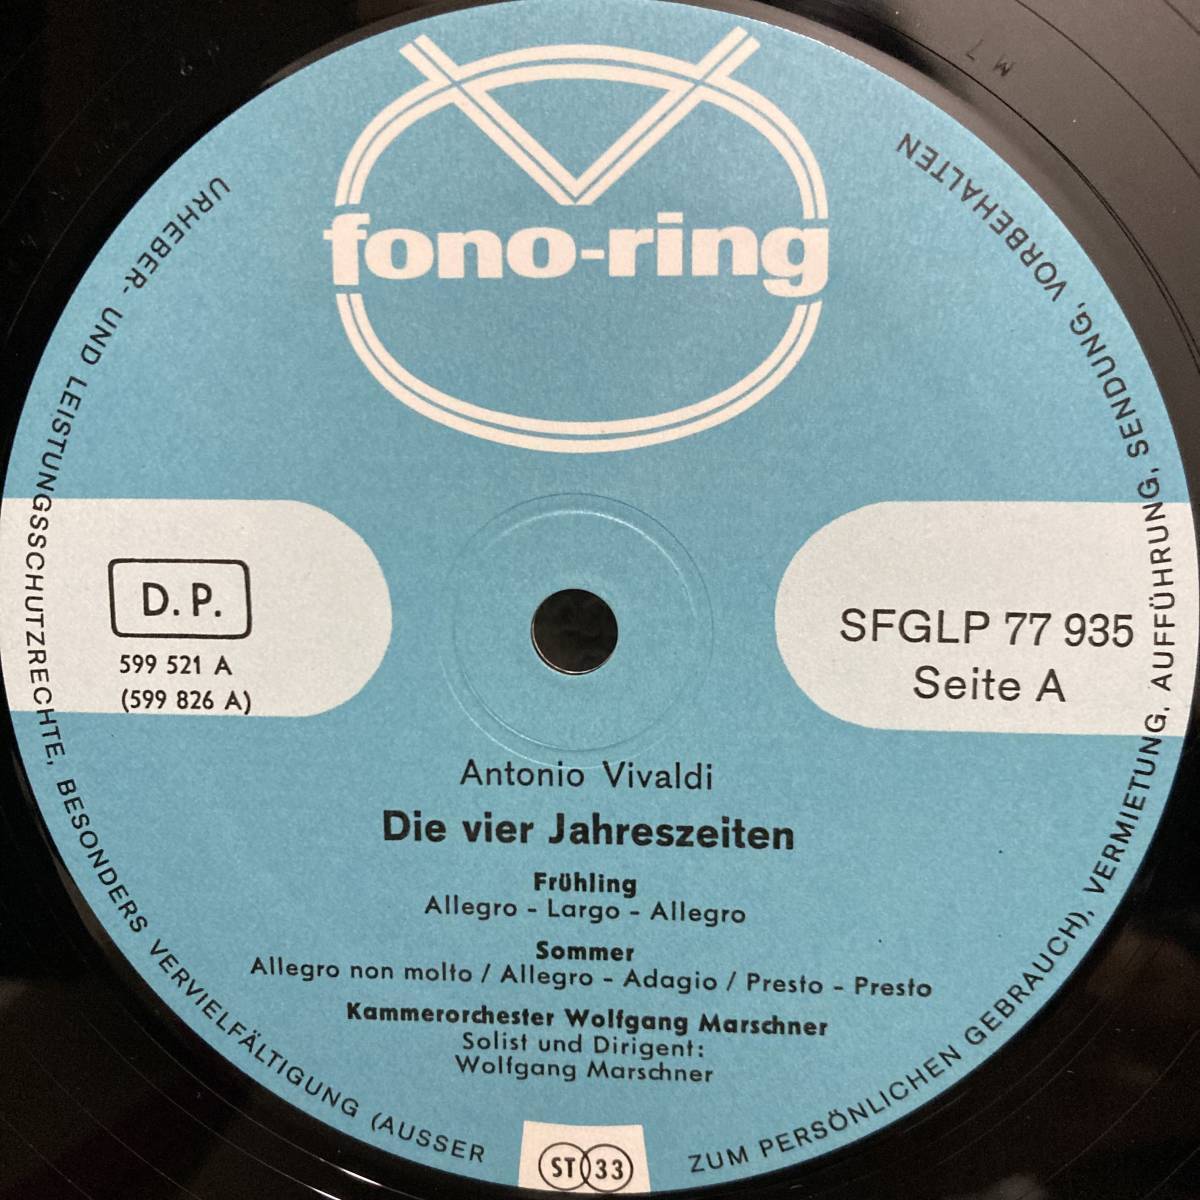 fono-ring
URHEBER- UND LEISTUNGSSCHUTZRECHTE, BESONDERS VERVIELFÄLTIGUNG (AUSSER ZUM PERSÖNLICHEN GEBRAUCH), VERMIETUNG, AUFFÜHRUNG, SENDUNG, VORBEHALTEN
D. P.
599 521 A
(599 826 A)
SFGLP 77 935
Seite A
Antonio Vivaldi
Die vier Jahreszeiten
Frühling
Allegro - Largo - Allegro
Sommer
Allegro non molto / Allegro - Adagio / Presto - Presto
Kammerorchester Wolfgang Marschner
Solist und Dirigent:
Wolfgang Marschner
ST 33